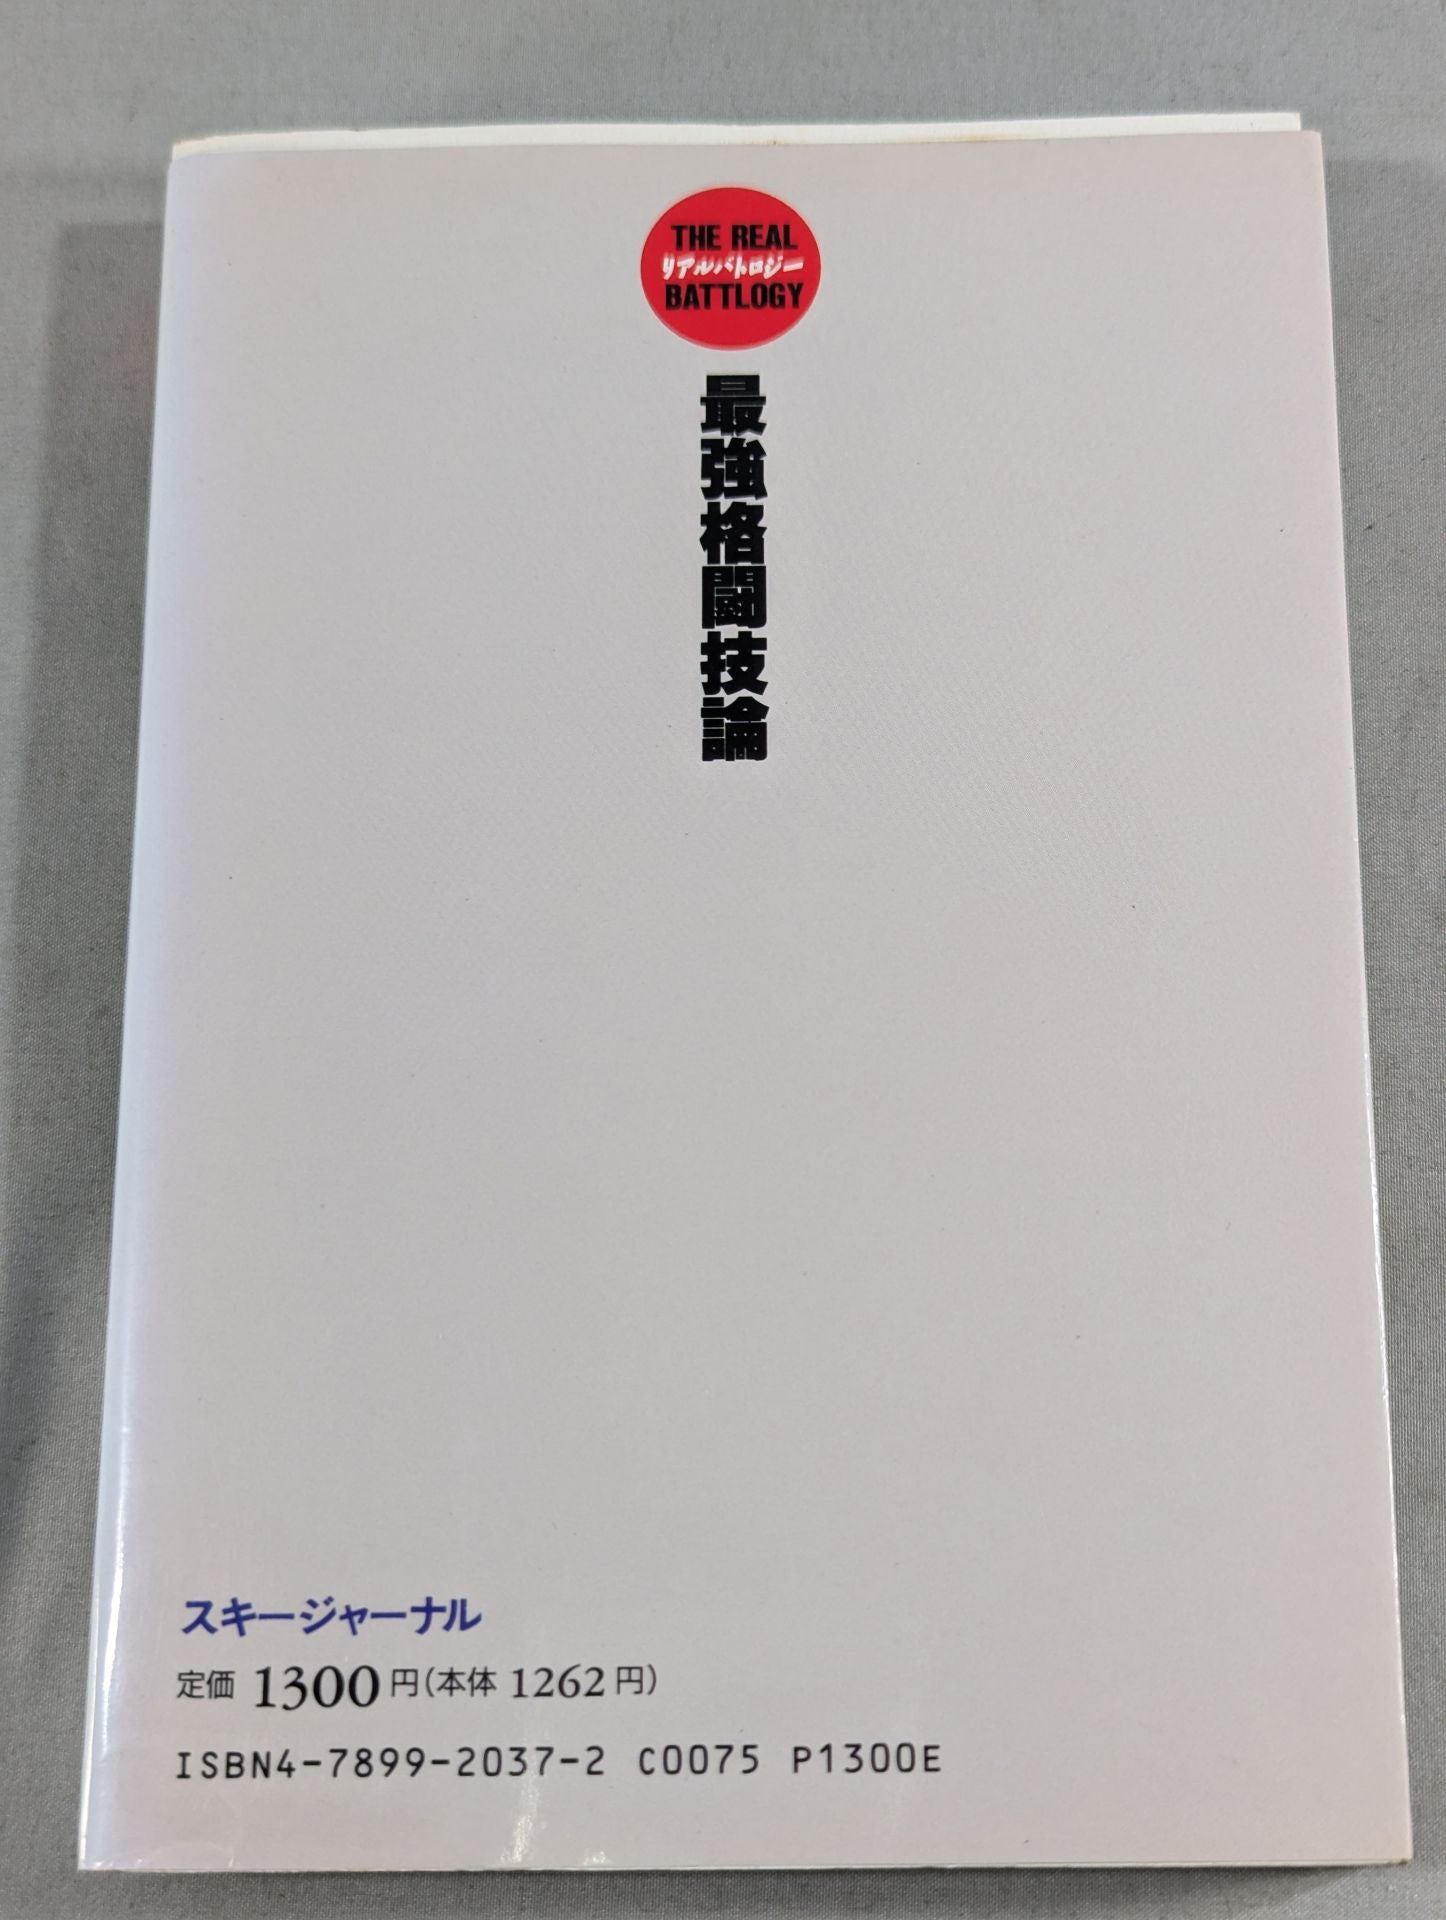 THE REAL
リアルバトロジー
BATTLOGY
最強格闘技論
スキージャーナル
定価 1300円(本体 1262円)
ISBN4-7899-2037-2 C0075 P1300E